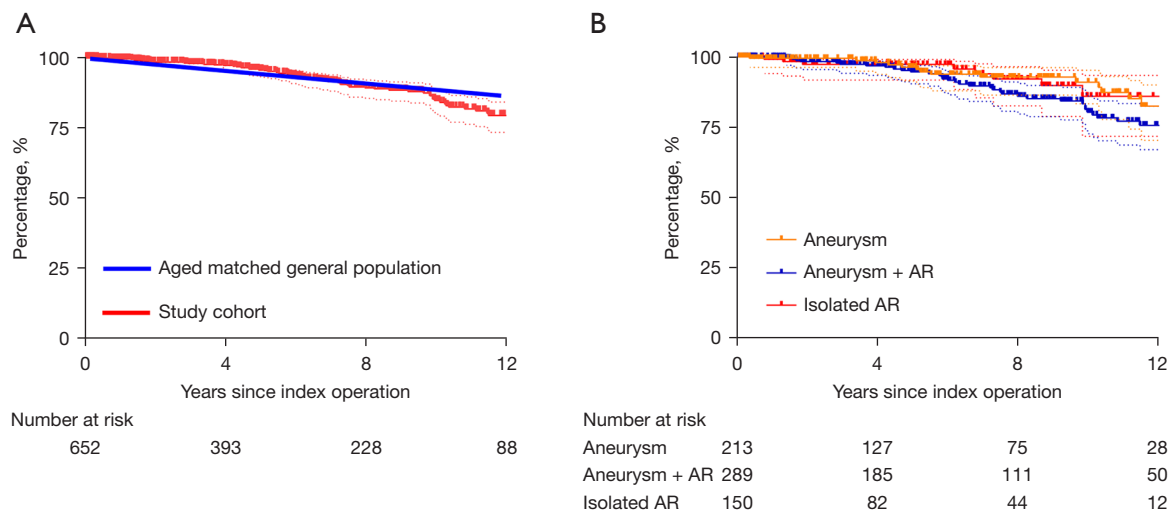 A
100
75
50
25
0
Percentage, %
Aged matched general population
Study cohort
0 4 8 12
Years since index operation
Number at risk
652 393 228 88
B
100
75
50
25
0
Percentage, %
Aneurysm
Aneurysm + AR
Isolated AR
0 4 8 12
Years since index operation
Number at risk
Aneurysm 213 127 75 28
Aneurysm + AR 289 185 111 50
Isolated AR 150 82 44 12